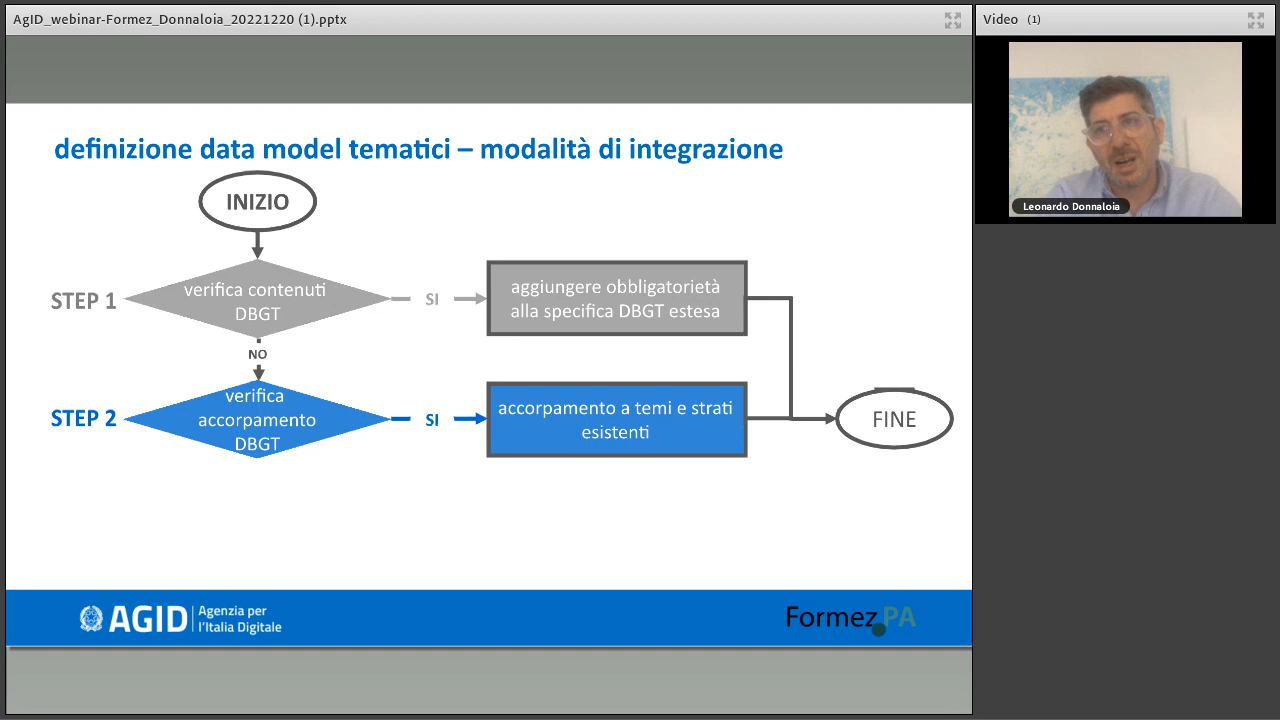 AgID_webinar-Formez_Donnaloia_20221220 (1).pptx
Video (1)
Leonardo Donnaloia
definizione data model tematici – modalità di integrazione
INIZIO
STEP 1
verifica contenuti
DBGT
SI
aggiungere obbligatorietà
alla specifica DBGT estesa
NO
STEP 2
verifica
accorpamento
DBGT
SI
accorpamento a temi e strati
esistenti
FINE
AGID
Agenzia per
l'Italia Digitale
Formez PA